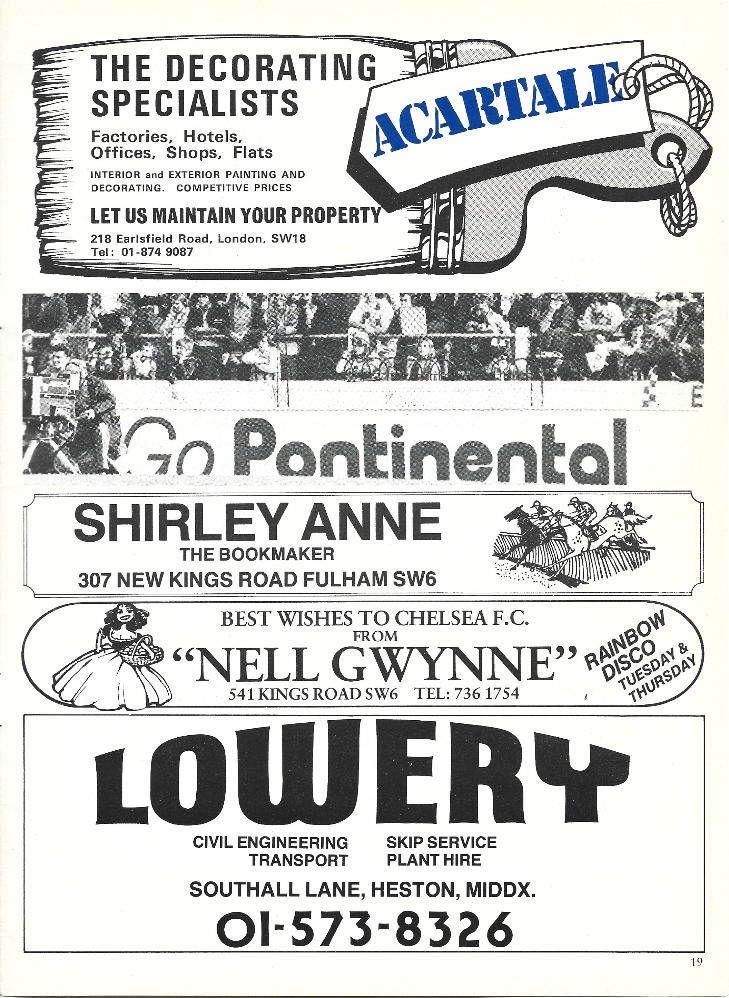 THE DECORATING
SPECIALISTS
ACARTALE
Factories, Hotels,
Offices, Shops, Flats
INTERIOR and EXTERIOR PAINTING AND
DECORATING. COMPETITIVE PRICES
LET US MAINTAIN YOUR PROPERTY
218 Earlsfield Road, London, SW18
Tel: 01-874 9087
Go Pontinental
SHIRLEY ANNE
THE BOOKMAKER
307 NEW KINGS ROAD FULHAM SW6
BEST WISHES TO CHELSEA F.C.
FROM
"NELL GWYNNE"
541 KINGS ROAD SW6 TEL: 736 1754
RAINBOW
DISCO
TUESDAY &
THURSDAY
LOWERY
CIVIL ENGINEERING SKIP SERVICE
TRANSPORT PLANT HIRE
SOUTHALL LANE, HESTON, MIDDX.
01-573-8326
19